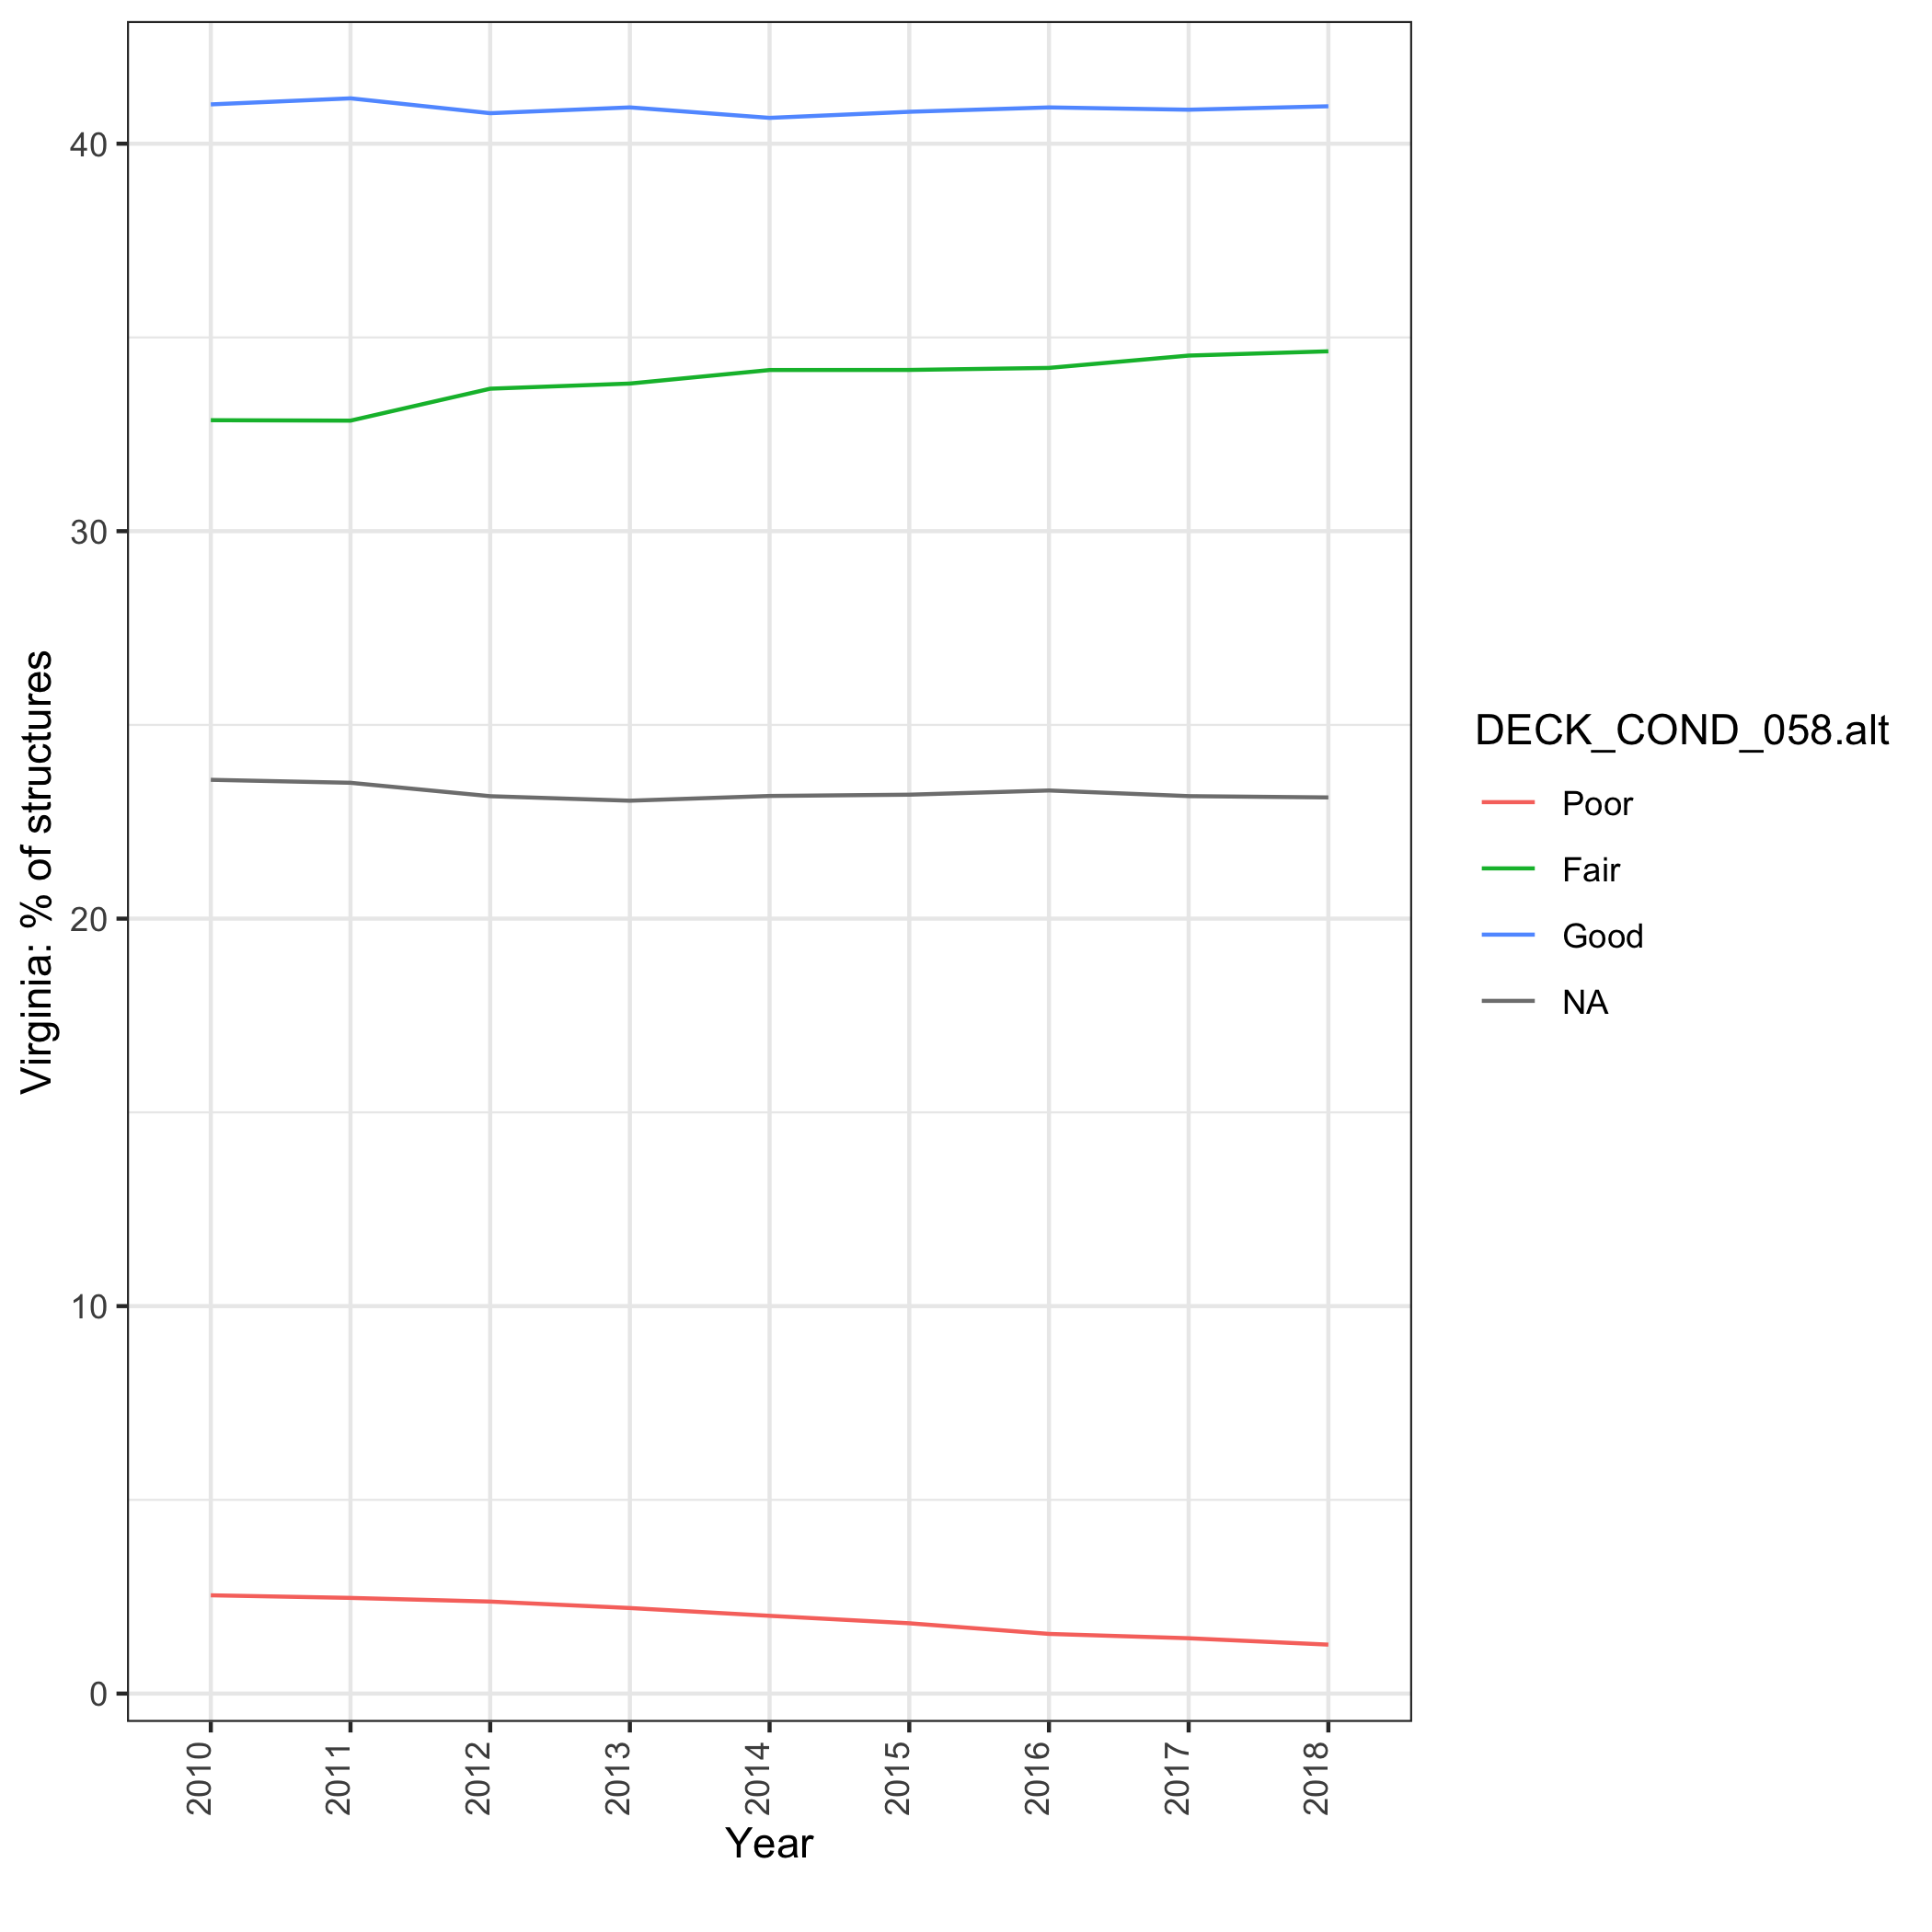 Virginia: % of structures
40
30
20
10
0
2010
2011
2012
2013
2014
2015
2016
2017
2018
Year
DECK_COND_058.alt
Poor
Fair
Good
NA